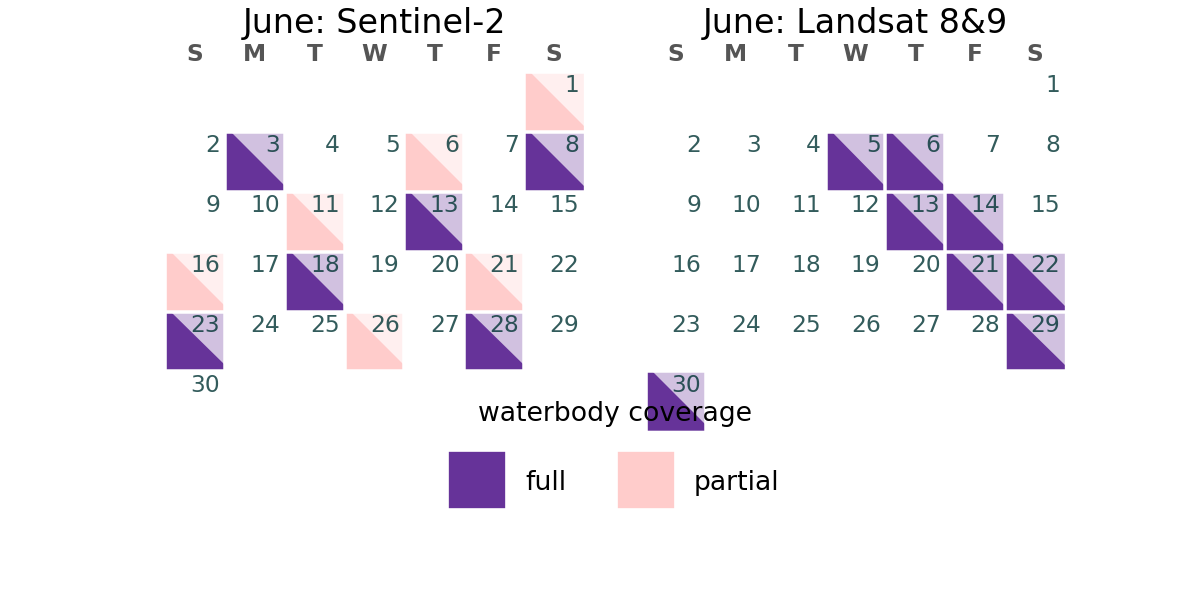 June: Sentinel-2
S M T W T F S
1
2 3 4 5 6 7 8
9 10 11 12 13 14 15
16 17 18 19 20 21 22
23 24 25 26 27 28 29
30
June: Landsat 8&9
S M T W T F S
1
2 3 4 5 6 7 8
9 10 11 12 13 14 15
16 17 18 19 20 21 22
23 24 25 26 27 28 29
30
waterbody coverage
full partial